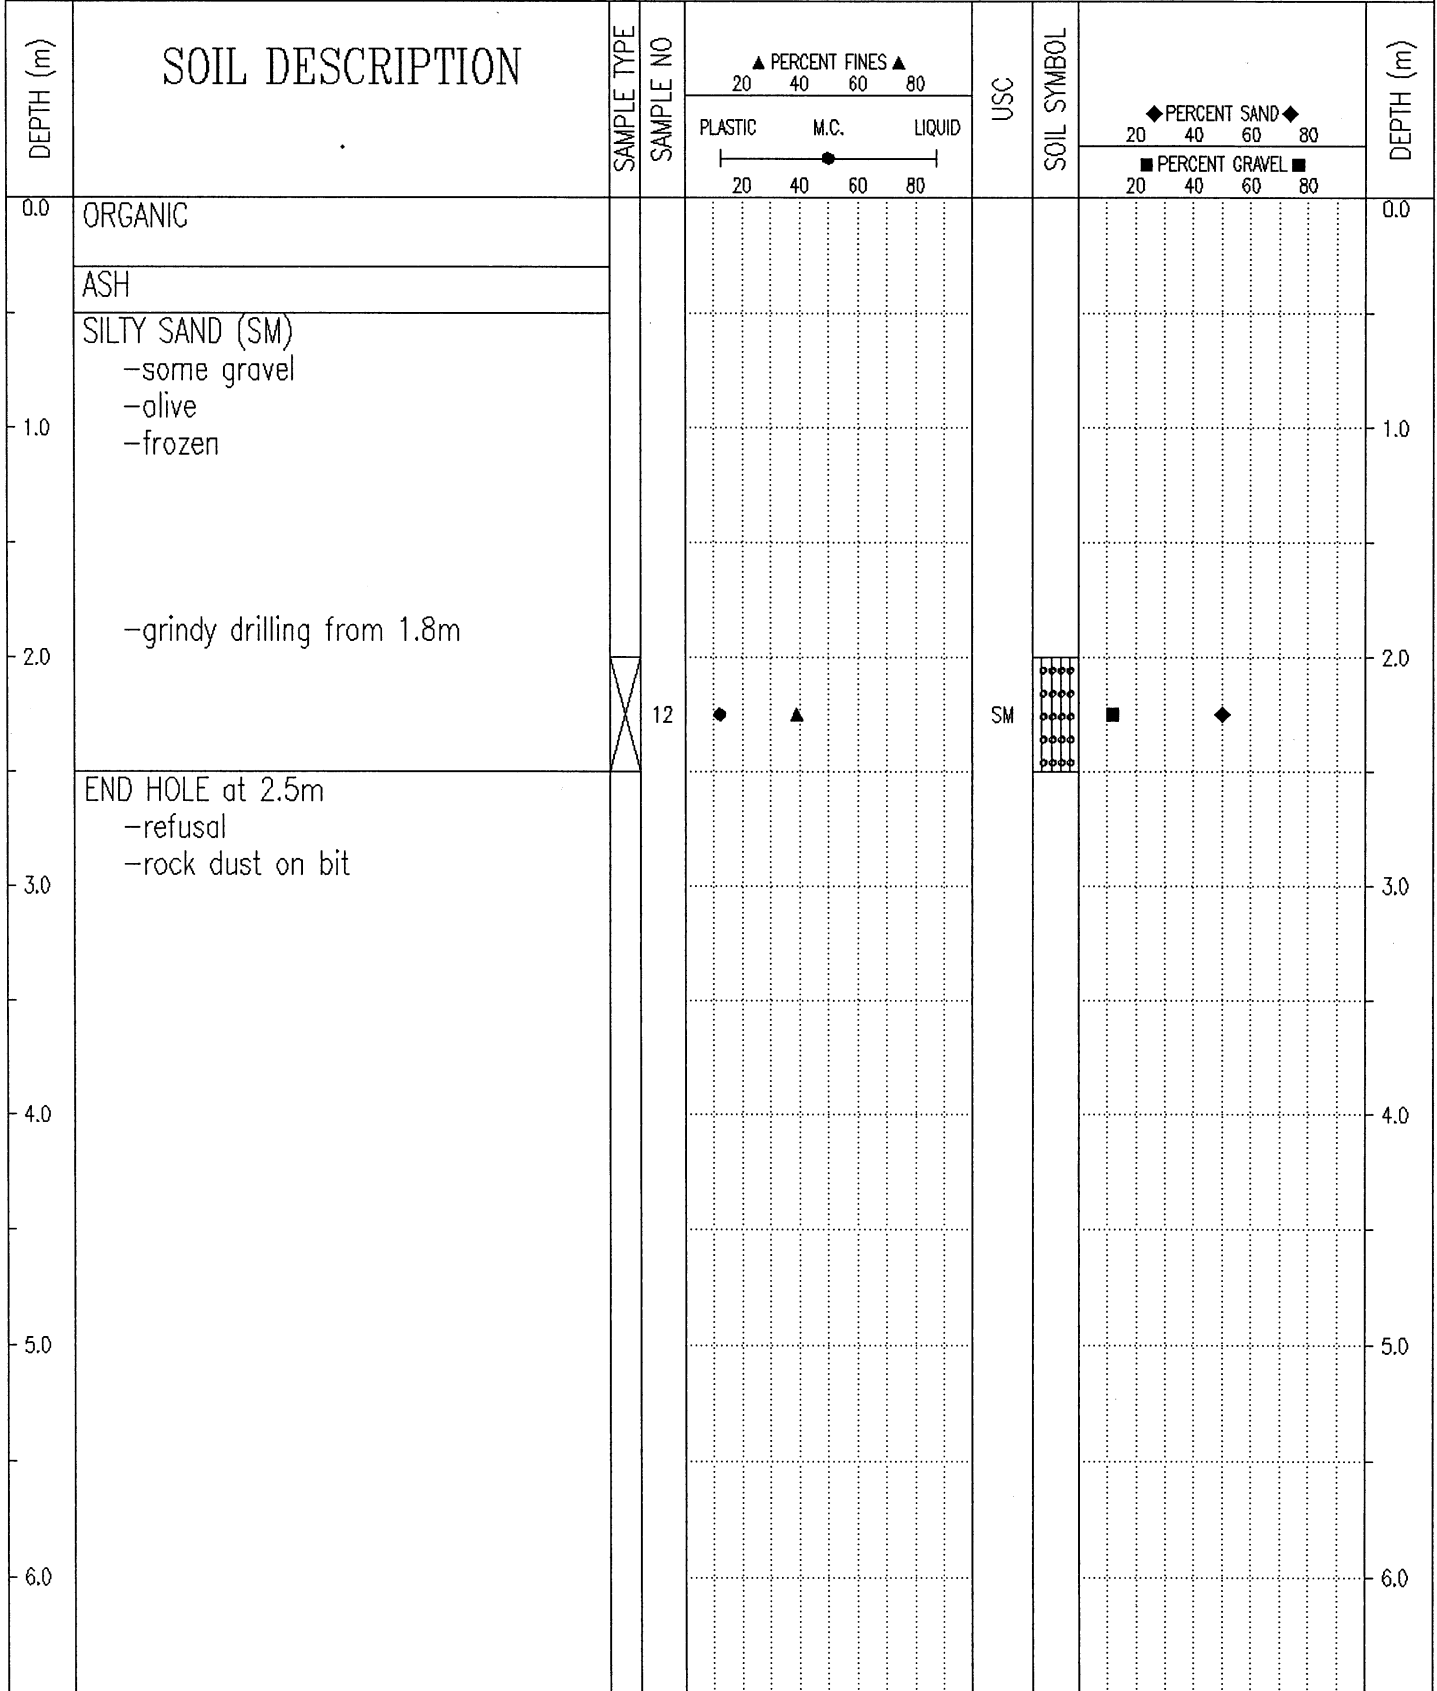 DEPTH (m)
SOIL DESCRIPTION
SAMPLE TYPE
SAMPLE NO
▲ PERCENT FINES ▲
20 40 60 80
PLASTIC M.C. LIQUID
20 40 60 80
USC
SOIL SYMBOL
◆ PERCENT SAND ◆
20 40 60 80
■ PERCENT GRAVEL ■
20 40 60 80
DEPTH (m)
0.0 ORGANIC 0.0
ASH
SILTY SAND (SM)
-some gravel
-olive
1.0 1.0
-frozen
-grindy drilling from 1.8m
2.0 2.0
12 SM
END HOLE at 2.5m
-refusal
-rock dust on bit
3.0 3.0
4.0 4.0
5.0 5.0
6.0 6.0